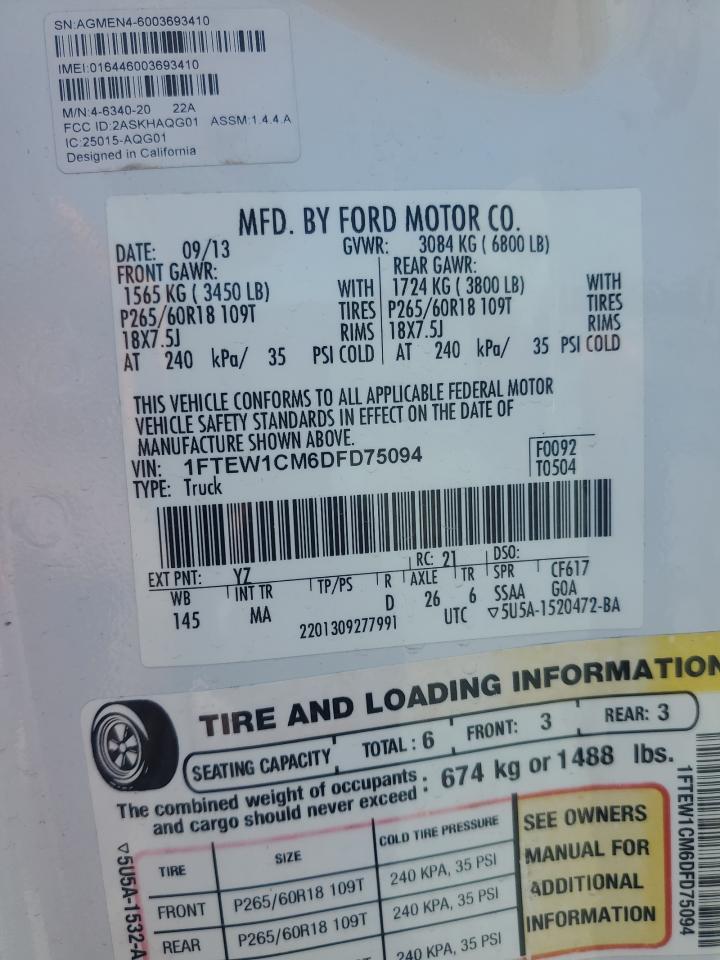 SN:AGMEN4-6003693410
IMEI:016446003693410
M/N:4-6340-20 22A
FCC ID:2ASKHAQG01 ASSM:1.4.4.A
IC:25015-AQG01
Designed in California
MFD. BY FORD MOTOR CO.
DATE: 09/13 GVWR: 3084 KG ( 6800 LB)
FRONT GAWR: REAR GAWR:
1565 KG ( 3450 LB) WITH 1724 KG ( 3800 LB) WITH
P265/60R18 109T TIRES P265/60R18 109T TIRES
18X7.5J RIMS 18X7.5J RIMS
AT 240 kPa/ 35 PSI COLD AT 240 kPa/ 35 PSI COLD
THIS VEHICLE CONFORMS TO ALL APPLICABLE FEDERAL MOTOR
VEHICLE SAFETY STANDARDS IN EFFECT ON THE DATE OF
MANUFACTURE SHOWN ABOVE.
VIN: 1FTEW1CM6DFD75094 F0092
TYPE: Truck T0504
EXT PNT: YZ RC: 21 DSO:
WB INT TR TP/PS R AXLE TR SPR CF617
145 MA D 26 6 SSAA GOA
2201309277991 UTC ▽5U5A-1520472-BA
TIRE AND LOADING INFORMATION
SEATING CAPACITY TOTAL : 6 FRONT: 3 REAR: 3
The combined weight of occupants : 674 kg or 1488 lbs.
and cargo should never exceed
TIRE SIZE COLD TIRE PRESSURE
FRONT P265/60R18 109T 240 KPA, 35 PSI
REAR P265/60R18 109T 240 KPA, 35 PSI
240 KPA, 35 PSI
SEE OWNERS
MANUAL FOR
ADDITIONAL
INFORMATION
▽5U5A-1532-A
1FTEW1CM6DFD75094